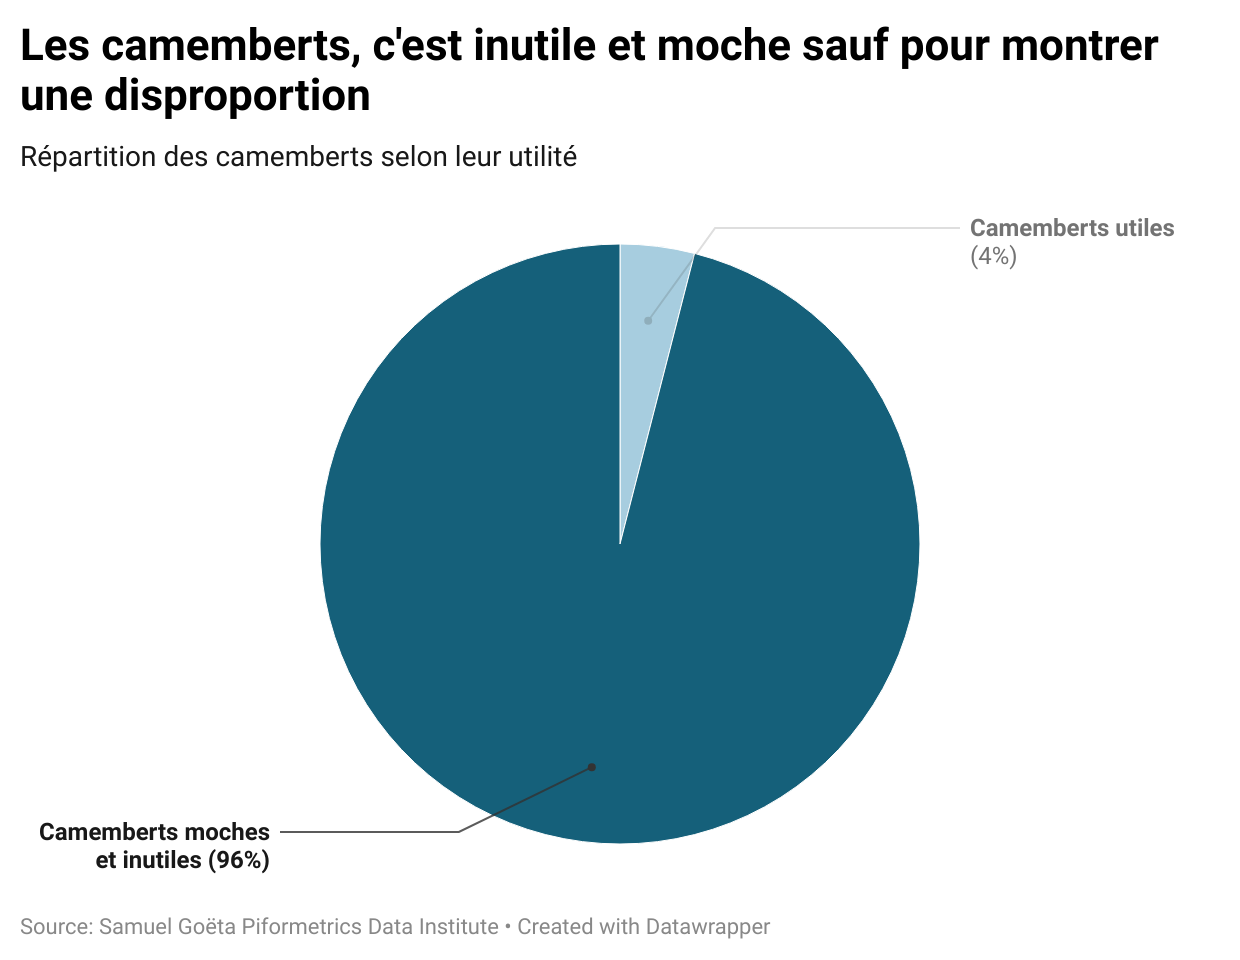 Les camemberts, c'est inutile et moche sauf pour montrer
une disproportion
Répartition des camemberts selon leur utilité
Camemberts utiles
(4%)
Camemberts moches
et inutiles (96%)
Source: Samuel Goëta Piformetrics Data Institute • Created with Datawrapper